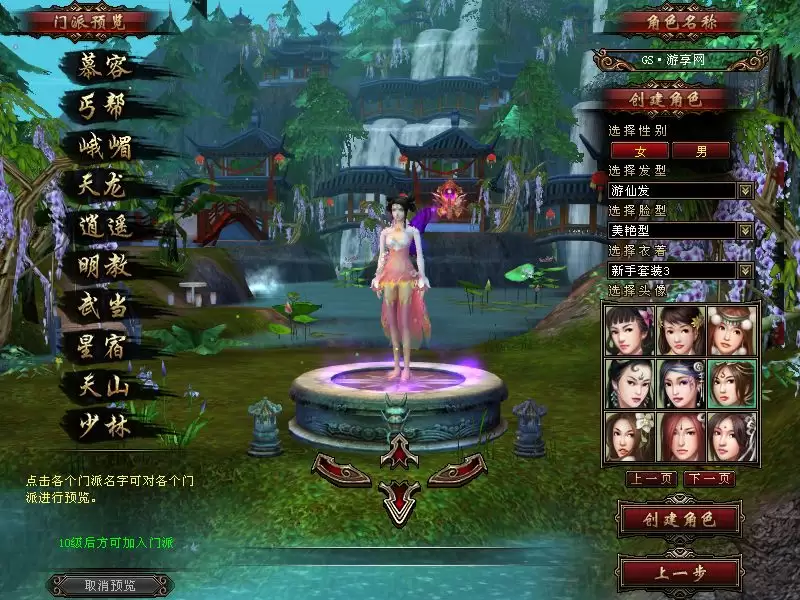 门派预览
慕容
丐帮
峨嵋
天龙
逍遥
明教
武当
星宿
天山
少林
点击各个门派名字可对各个门
派进行预览。
10级后方可加入门派
取消预览
角色名称
GS·游享网
创建角色
选择性别
女 男
选择发型
游仙发
选择脸型
美艳型
选择衣着
新手套装3
选择头像
上一页 下一页
创建角色
上一步